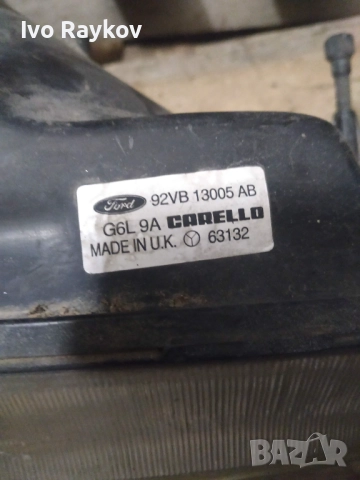 Ivo Raykov
Ford 92VB 13005 AB
G6L 9A CARELLO
MADE IN U.K. 63132
BAZAR